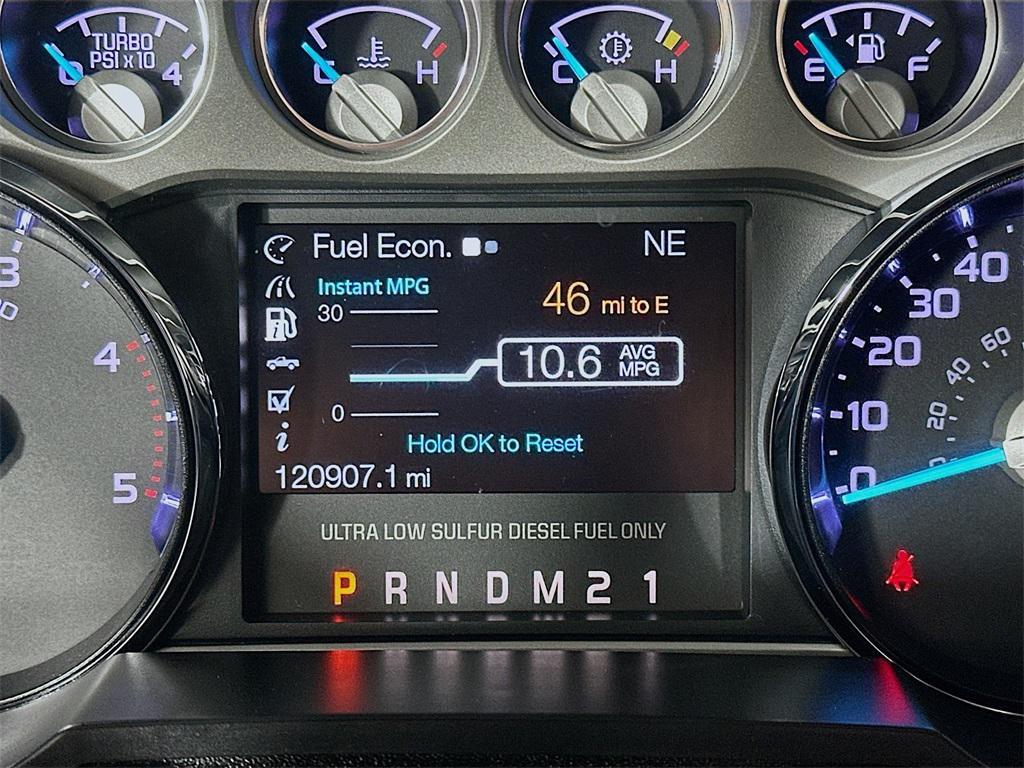 TURBO
PSI x 10
0 4
C H
C H
E F
Fuel Econ. NE
Instant MPG
30
46 mi to E
10.6 AVG
MPG
0
Hold OK to Reset
120907.1 mi
ULTRA LOW SULFUR DIESEL FUEL ONLY
P R N D M 2 1
3
4
5
40
30
20
10
0
60
40
20
0